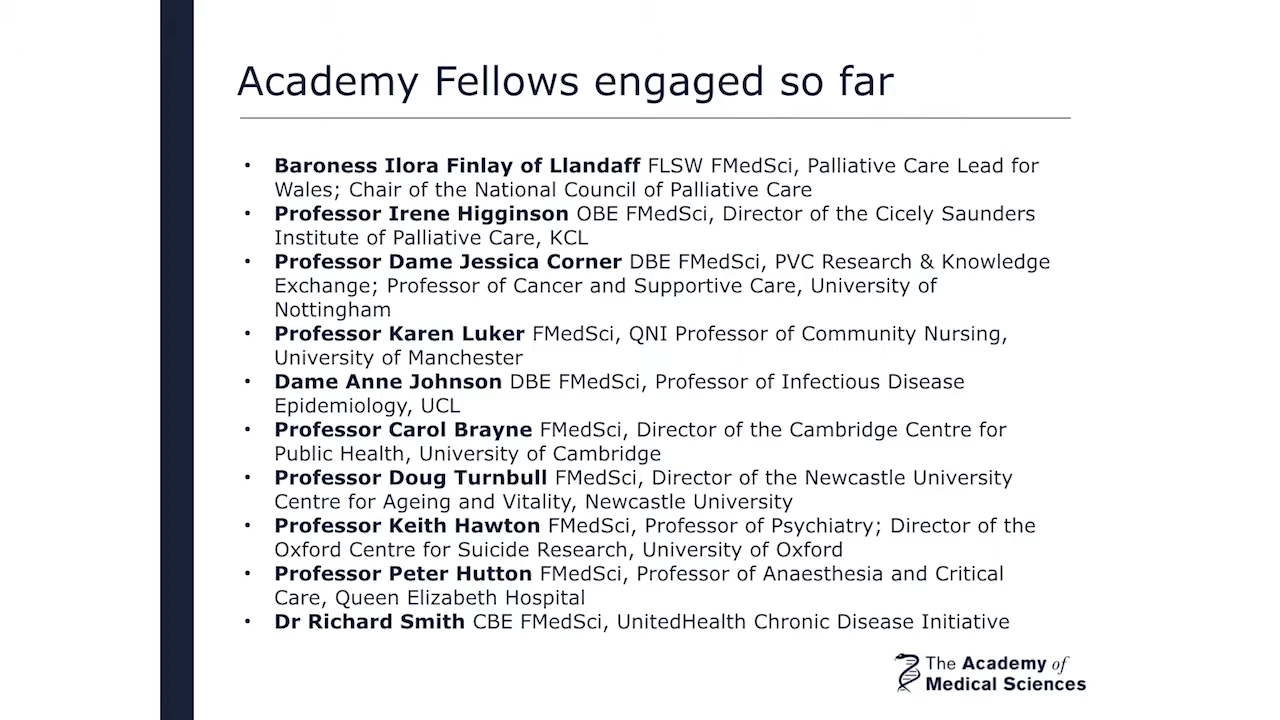 Academy Fellows engaged so far
• Baroness Ilora Finlay of Llandaff FLSW FMedSci, Palliative Care Lead for
Wales; Chair of the National Council of Palliative Care
• Professor Irene Higginson OBE FMedSci, Director of the Cicely Saunders
Institute of Palliative Care, KCL
• Professor Dame Jessica Corner DBE FMedSci, PVC Research & Knowledge
Exchange; Professor of Cancer and Supportive Care, University of
Nottingham
• Professor Karen Luker FMedSci, QNI Professor of Community Nursing,
University of Manchester
• Dame Anne Johnson DBE FMedSci, Professor of Infectious Disease
Epidemiology, UCL
• Professor Carol Brayne FMedSci, Director of the Cambridge Centre for
Public Health, University of Cambridge
• Professor Doug Turnbull FMedSci, Director of the Newcastle University
Centre for Ageing and Vitality, Newcastle University
• Professor Keith Hawton FMedSci, Professor of Psychiatry; Director of the
Oxford Centre for Suicide Research, University of Oxford
• Professor Peter Hutton FMedSci, Professor of Anaesthesia and Critical
Care, Queen Elizabeth Hospital
• Dr Richard Smith CBE FMedSci, UnitedHealth Chronic Disease Initiative
The Academy of
Medical Sciences